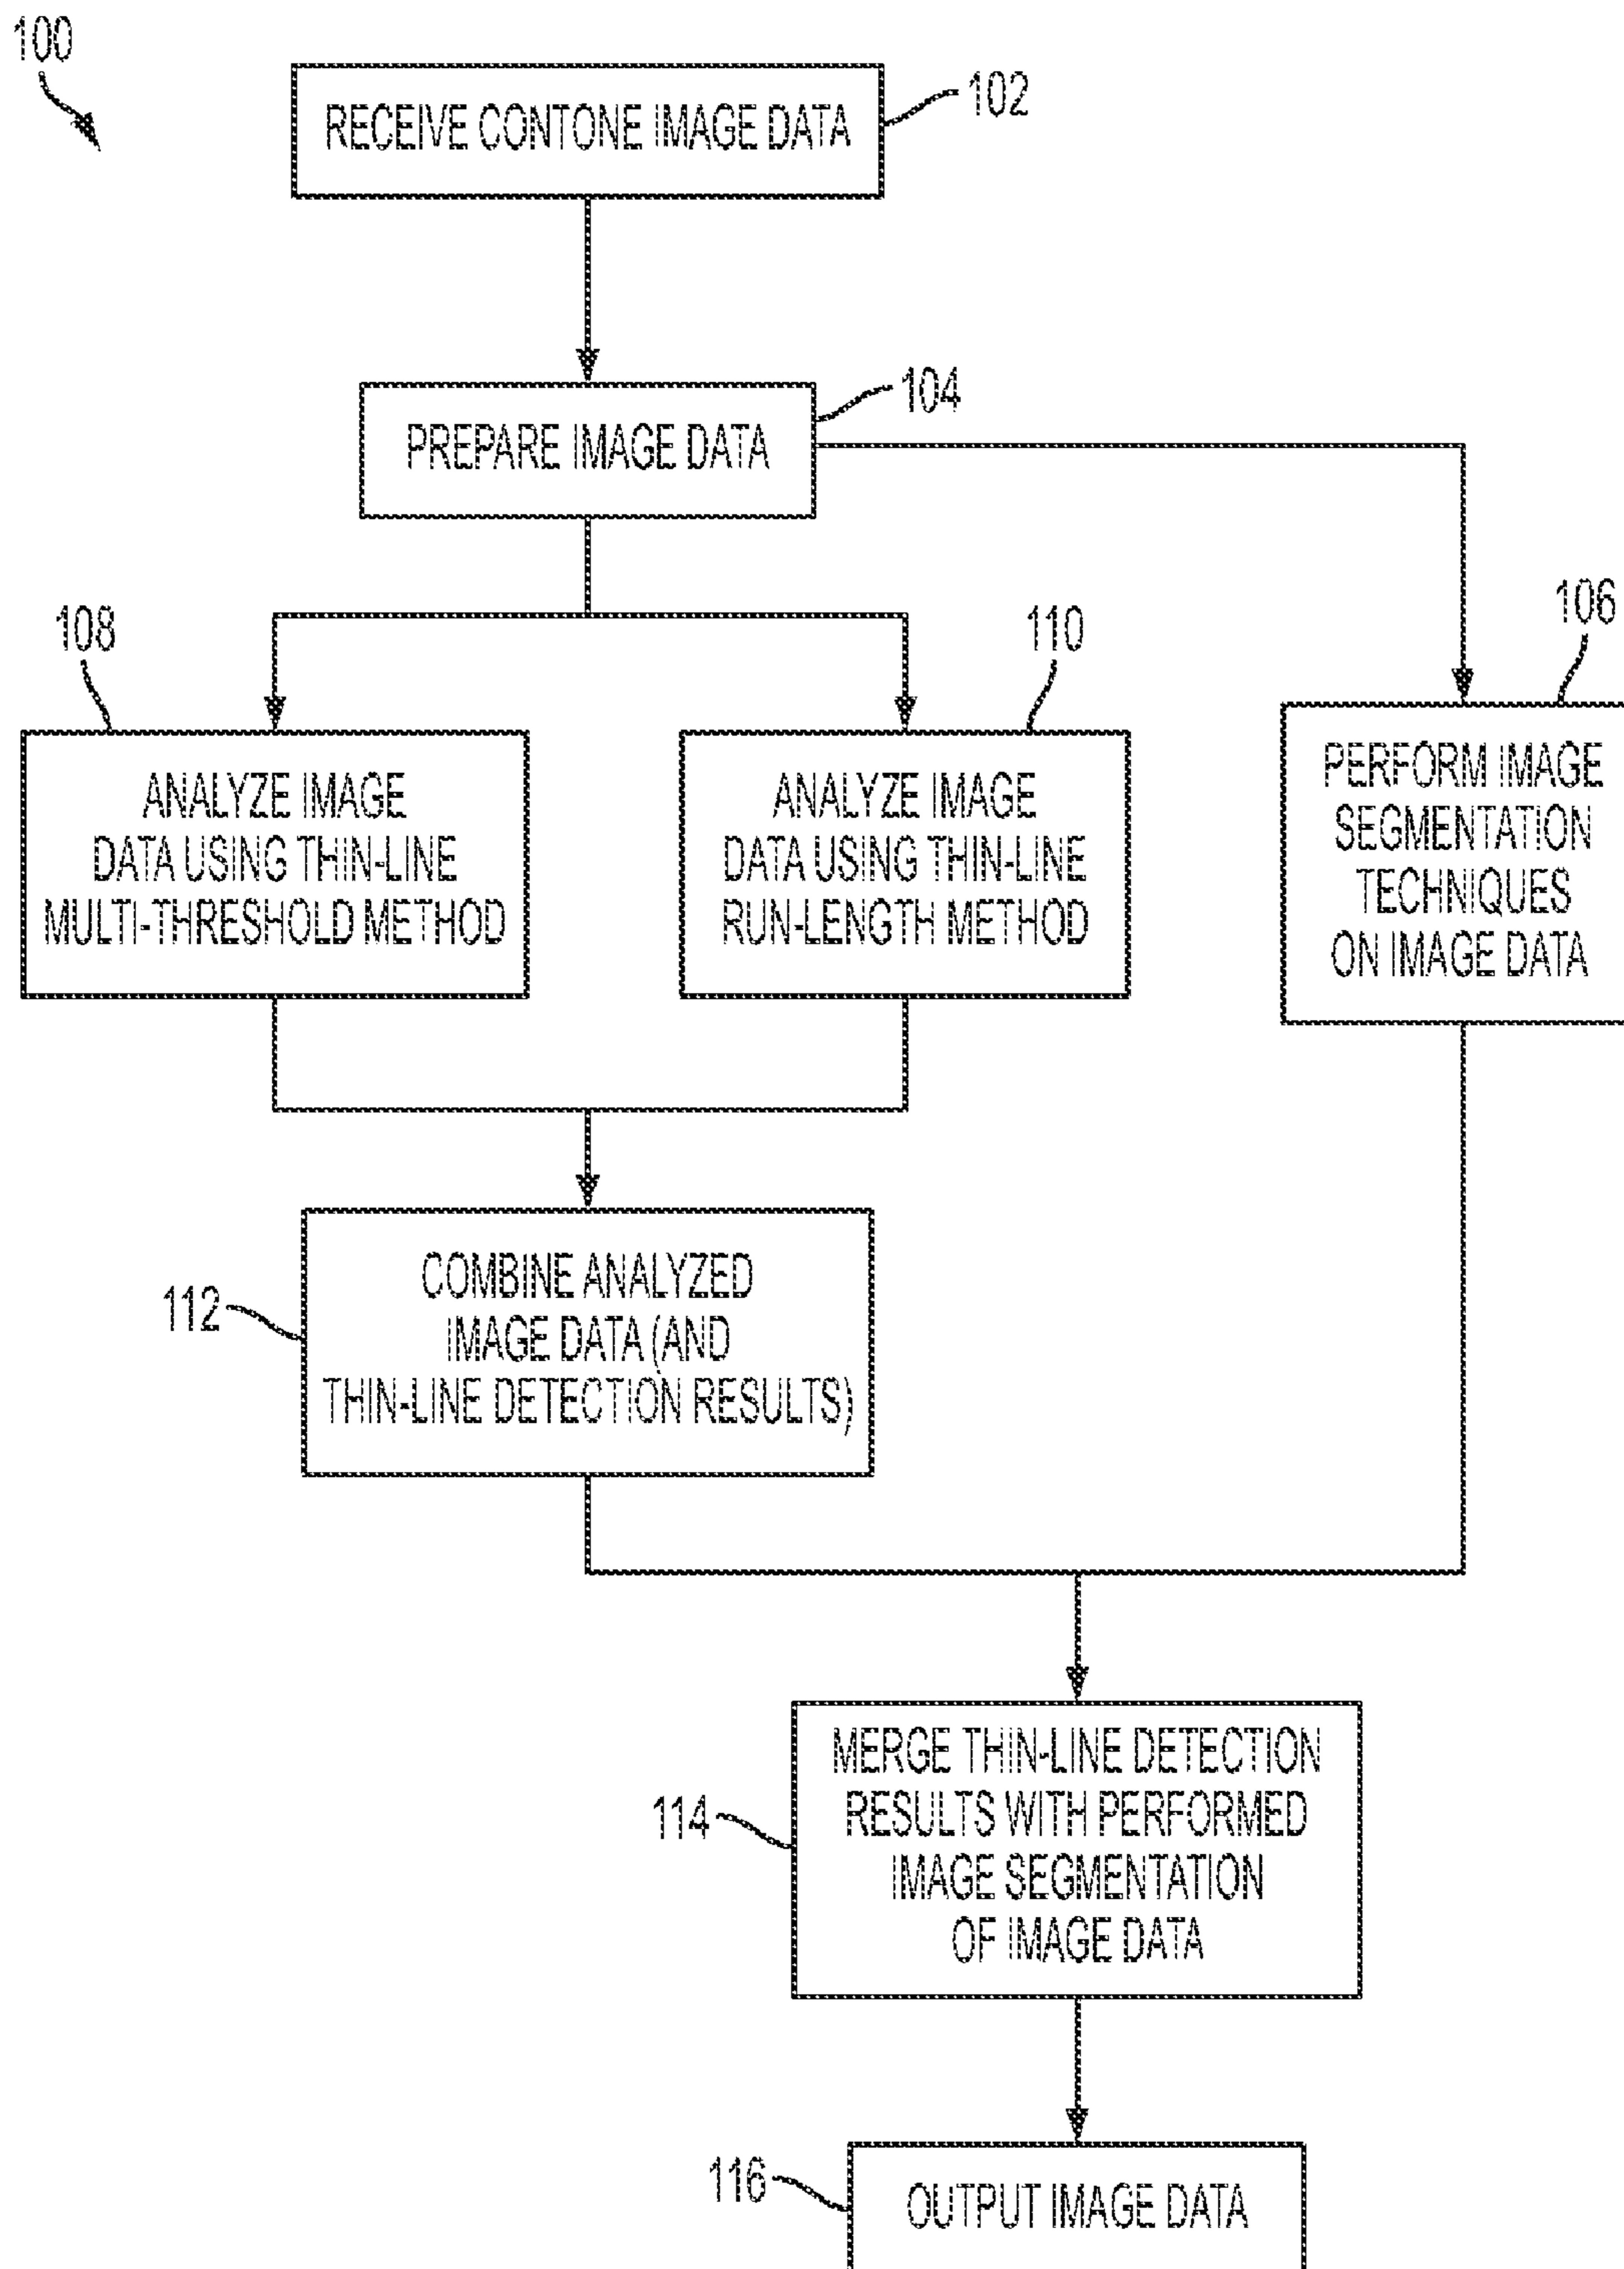 100
RECEIVE CONTONE IMAGE DATA
102
PREPARE IMAGE DATA
104
108
ANALYZE IMAGE
DATA USING THIN-LINE
MULTI-THRESHOLD METHOD
110
ANALYZE IMAGE
DATA USING THIN-LINE
RUN-LENGTH METHOD
106
PERFORM IMAGE
SEGMENTATION
TECHNIQUES
ON IMAGE DATA
112
COMBINE ANALYZED
IMAGE DATA (AND
THIN-LINE DETECTION RESULTS)
114
MERGE THIN-LINE DETECTION
RESULTS WITH PERFORMED
IMAGE SEGMENTATION
OF IMAGE DATA
116
OUTPUT IMAGE DATA